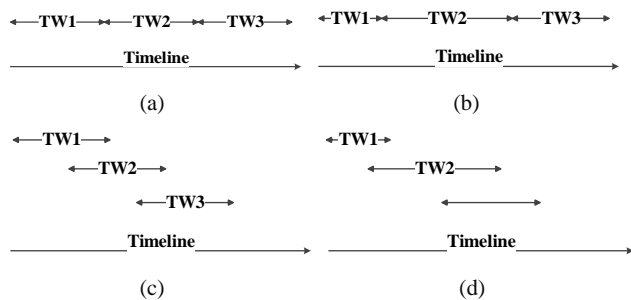 TW1 TW2 TW3
Timeline
(a)
TW1 TW2 TW3
Timeline
(b)
TW1
TW2
TW3
Timeline
(c)
TW1
TW2
Timeline
(d)